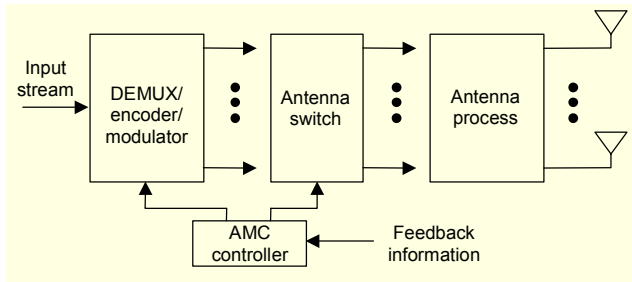 Input
stream
DEMUX/
encoder/
modulator
Antenna
switch
Antenna
process
AMC
controller
Feedback
information